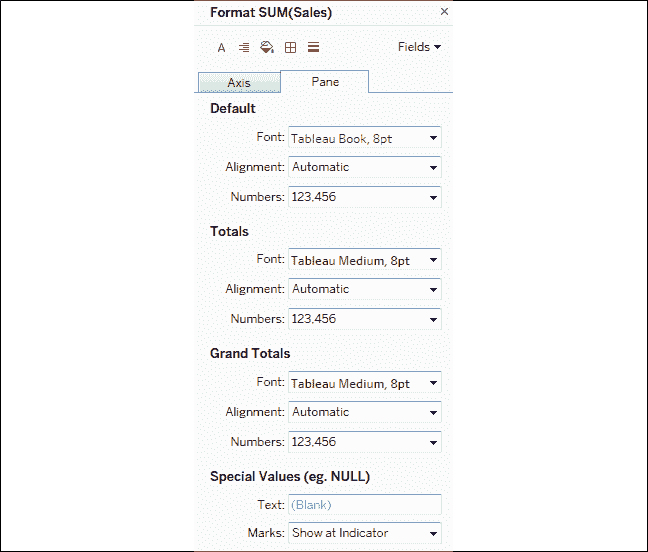 Format SUM(Sales)
A Fields
Axis Pane
Default
Font: Tableau Book, 8pt
Alignment: Automatic
Numbers: 123,456
Totals
Font: Tableau Medium, 8pt
Alignment: Automatic
Numbers: 123,456
Grand Totals
Font: Tableau Medium, 8pt
Alignment: Automatic
Numbers: 123,456
Special Values (eg. NULL)
Text: (Blank)
Marks: Show at Indicator